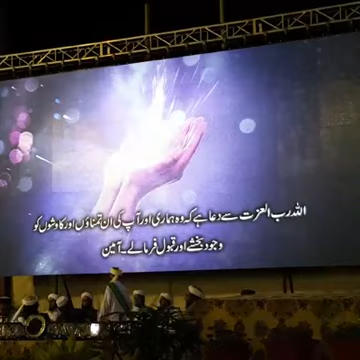 اللہ رب العزت سے دعا ہے کہ وہ ہماری اور آپ کی ان تمناؤں اور کاوشوں کو
وجود بخشے اور قبول فرمالے۔ آمین